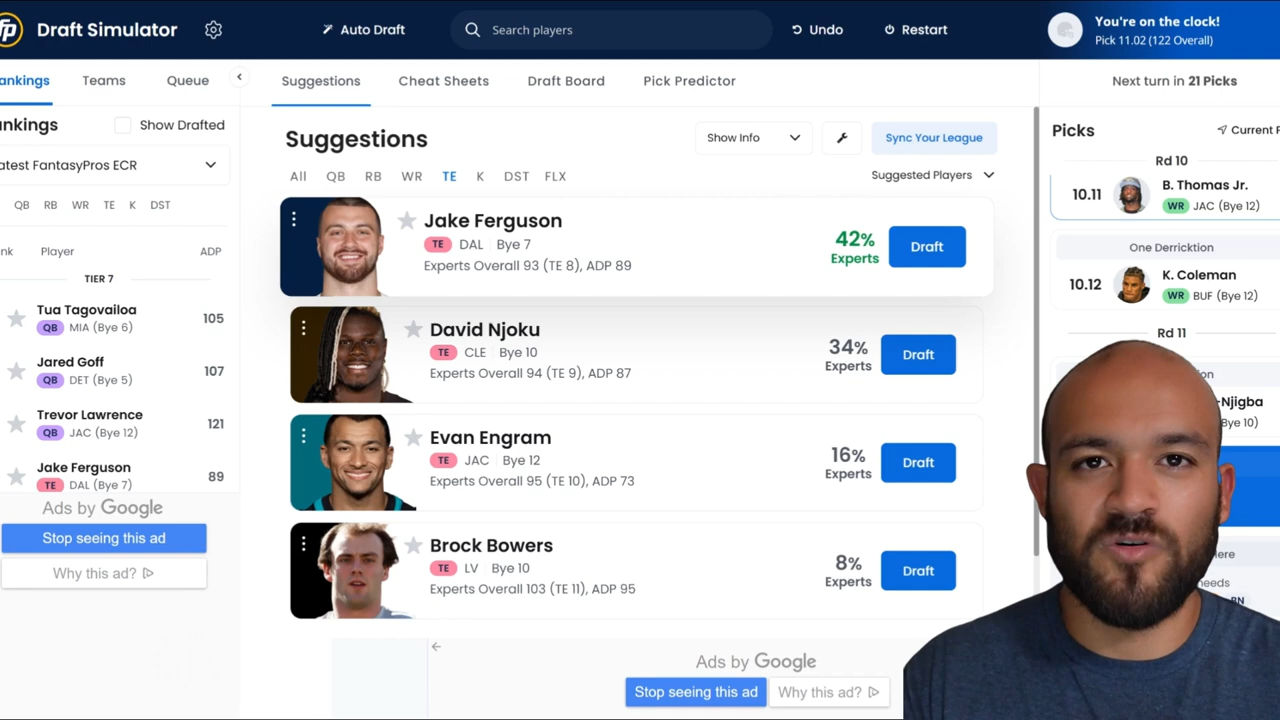 fp
Draft Simulator
Auto Draft
Search players
Undo
Restart
You're on the clock!
Pick 11.02 (122 Overall)
ankings
Teams
Queue
Suggestions
Cheat Sheets
Draft Board
Pick Predictor
Next turn in 21 Picks
nkings
Show Drafted
atest FantasyPros ECR
QB RB WR TE K DST
nk Player ADP
TIER 7
Tua Tagovailoa
QB MIA (Bye 6)
105
Jared Goff
QB DET (Bye 5)
107
Trevor Lawrence
QB JAC (Bye 12)
121
Jake Ferguson
TE DAL (Bye 7)
89
Ads by Google
Stop seeing this ad
Why this ad?
Suggestions
Show Info
Sync Your League
All QB RB WR TE K DST FLX
Suggested Players
Jake Ferguson
TE DAL Bye 7
Experts Overall 93 (TE 8), ADP 89
42%
Experts
Draft
David Njoku
TE CLE Bye 10
Experts Overall 94 (TE 9), ADP 87
34%
Experts
Draft
Evan Engram
TE JAC Bye 12
Experts Overall 95 (TE 10), ADP 73
16%
Experts
Draft
Brock Bowers
TE LV Bye 10
Experts Overall 103 (TE 11), ADP 95
8%
Experts
Draft
Ads by Google
Stop seeing this ad
Why this ad?
Picks
Current P
Rd 10
10.11
B. Thomas Jr.
WR JAC (Bye 12)
One Derricktion
10.12
K. Coleman
WR BUF (Bye 12)
Rd 11
on
-Njigba
Bye 10)
ere
needs
BN